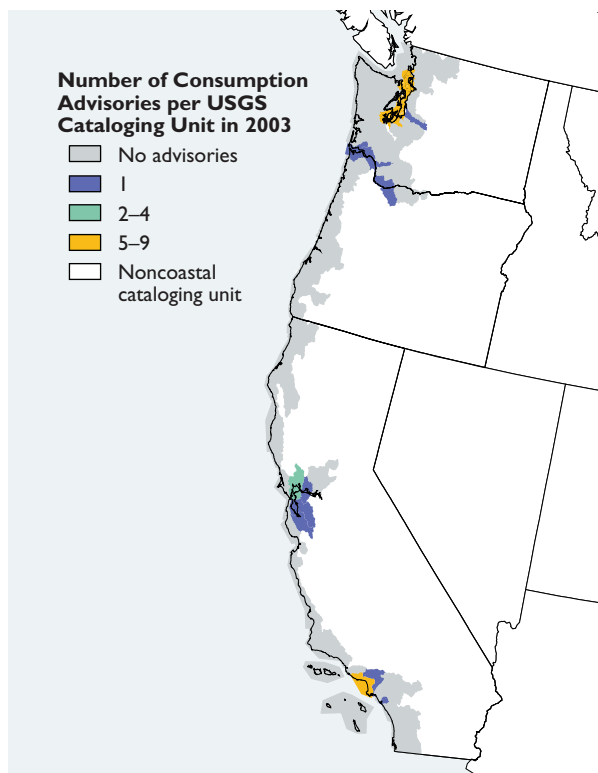 Number of Consumption
Advisories per USGS
Cataloging Unit in 2003
No advisories
1
2–4
5–9
Noncoastal
cataloging unit